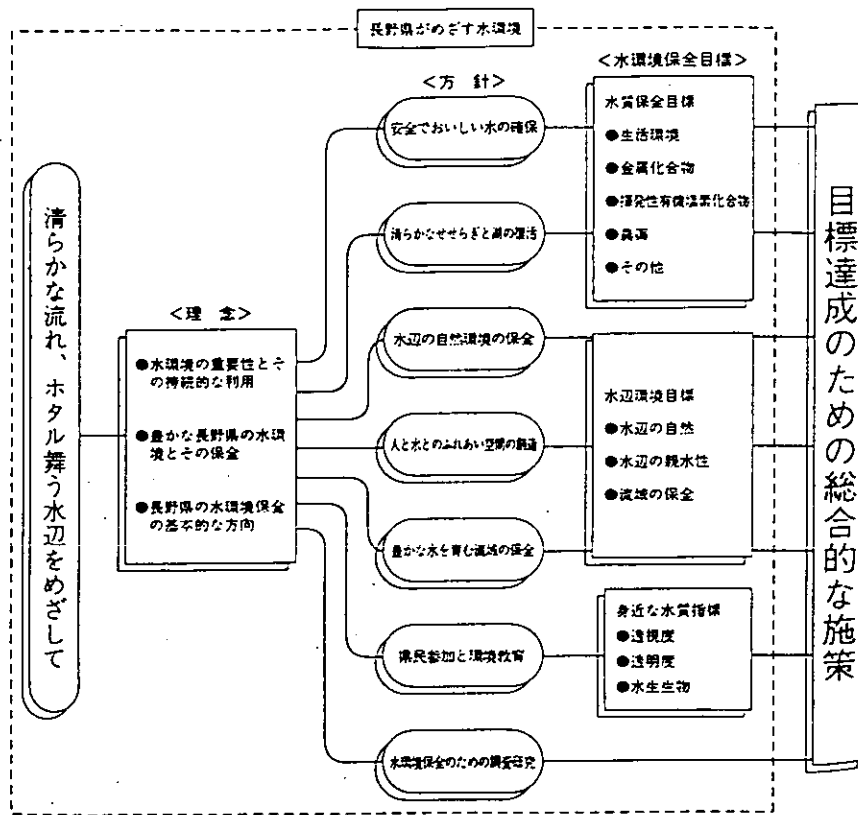 長野県がめざす水環境
清らかな流れ、ホタル舞う水辺をめざして
＜理　念＞
●水環境の重要性とそ
の持続的な利用
●豊かな長野県の水環
境とその保全
●長野県の水環境保全
の基本的な方向
＜方　針＞
安全でおいしい水の確保
清らかなせせらぎと湖の復活
水辺の自然環境の保全
人と水とのふれあい空間の創造
豊かな水を育む流域の保全
県民参加と環境教育
水環境保全のための調査研究
＜水環境保全目標＞
水質保全目標
●生活環境
●金属化合物
●揮発性有機塩素化合物
●農薬
●その他
水辺環境目標
●水辺の自然
●水辺の親水性
●流域の保全
身近な水質指標
●透視度
●透明度
●水生生物
目標達成のための総合的な施策